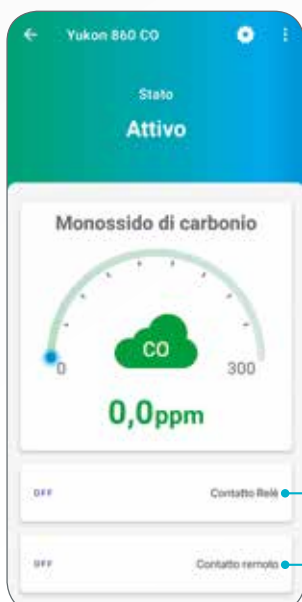 Yukon 860 CO
Stato
Attivo
Monossido di carbonio
CO
0
300
0,0ppm
OFF
Contatto Relè
OFF
Contatto remoto